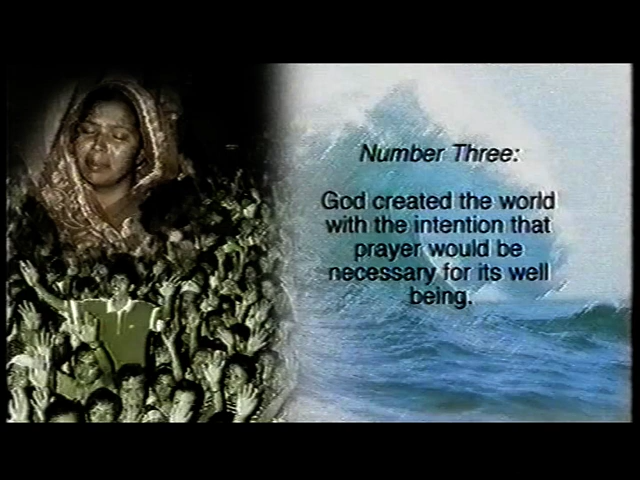 Number Three:
God created the world
with the intention that
prayer would be
necessary for its well
being.